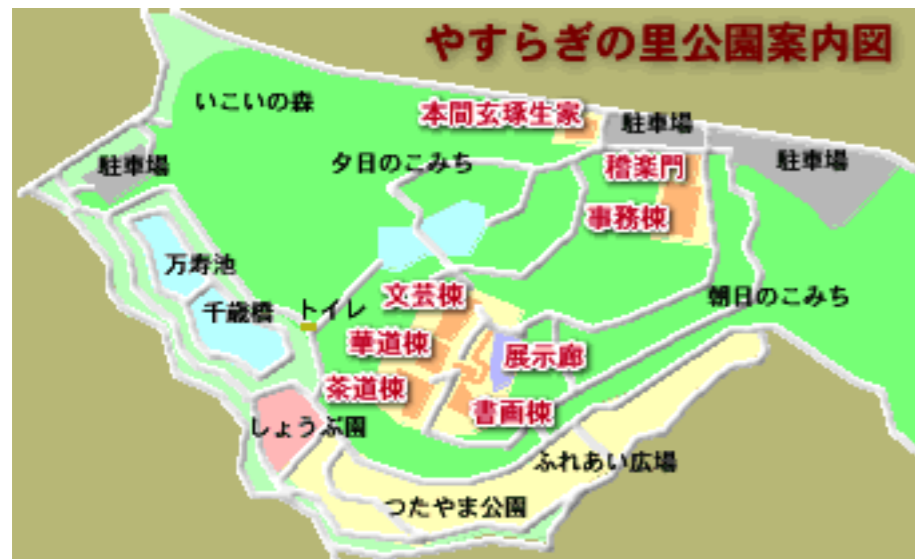 やすらぎの里公園案内図
いこいの森
本間玄琢生家
駐車場
駐車場
夕日のこみち
稽楽門
駐車場
事務棟
万寿池
文芸棟
朝日のこみち
千歳橋
トイレ
華道棟
展示廊
茶道棟
書画棟
しょうぶ園
ふれあい広場
つたやま公園